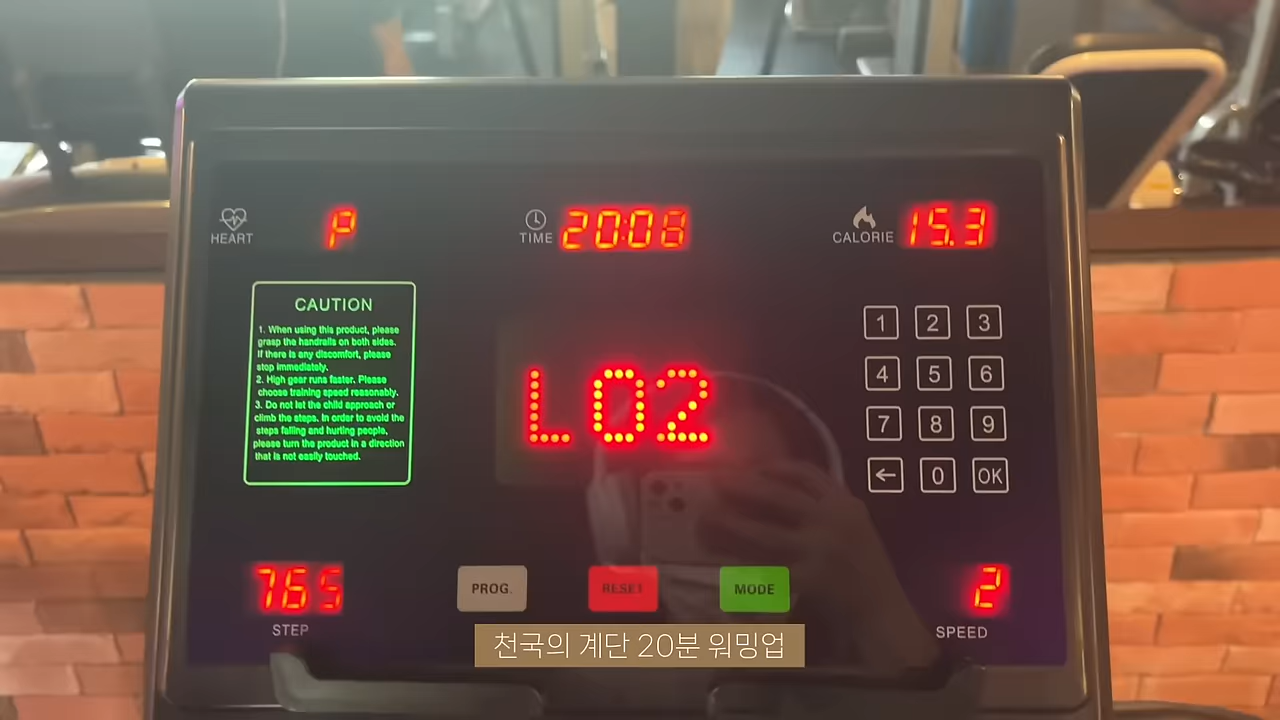 HEART P
TIME 20:08
CALORIE 15.3
CAUTION
1. When using this product, please
grasp the handrails on both sides.
If there is any discomfort, please
stop immediately.
2. High gear runs faster. Please
choose training speed reasonably.
3. Do not let the child approach or
climb the steps. In order to avoid the
steps falling and hurting people,
please turn the product in a direction
that is not easily touched.
L02
1 2 3
4 5 6
7 8 9
← 0 OK
765
STEP
PROG.
RESET
MODE
2
SPEED
천국의 계단 20분 워밍업